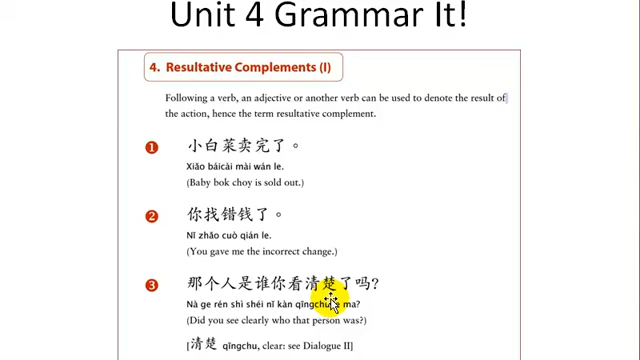 Unit 4 Grammar It!
4. Resultative Complements (I)
Following a verb, an adjective or another verb can be used to denote the result of
the action, hence the term resultative complement.
1 小白菜卖完了。
Xiǎo báicài mài wán le.
(Baby bok choy is sold out.)
2 你找错钱了。
Nǐ zhǎo cuò qián le.
(You gave me the incorrect change.)
3 那个人是谁你看清楚了吗?
Nà ge rén shì shéi nǐ kàn qīngchu ma?
(Did you see clearly who that person was?)
[清楚 qīngchu, clear: see Dialogue II]